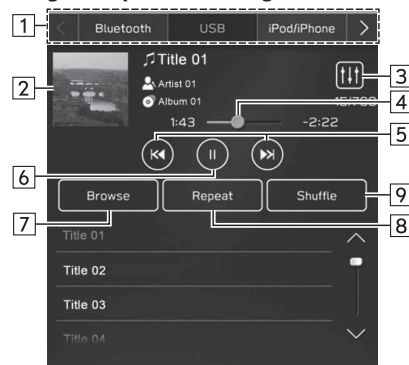 1
Bluetooth USB iPod/iPhone
2
Title 01
Artist 01
Album 01
3
4
1:43 -2:22
5
6
Browse Repeat Shuffle
7
8
9
Title 01
Title 02
Title 03
Title 04